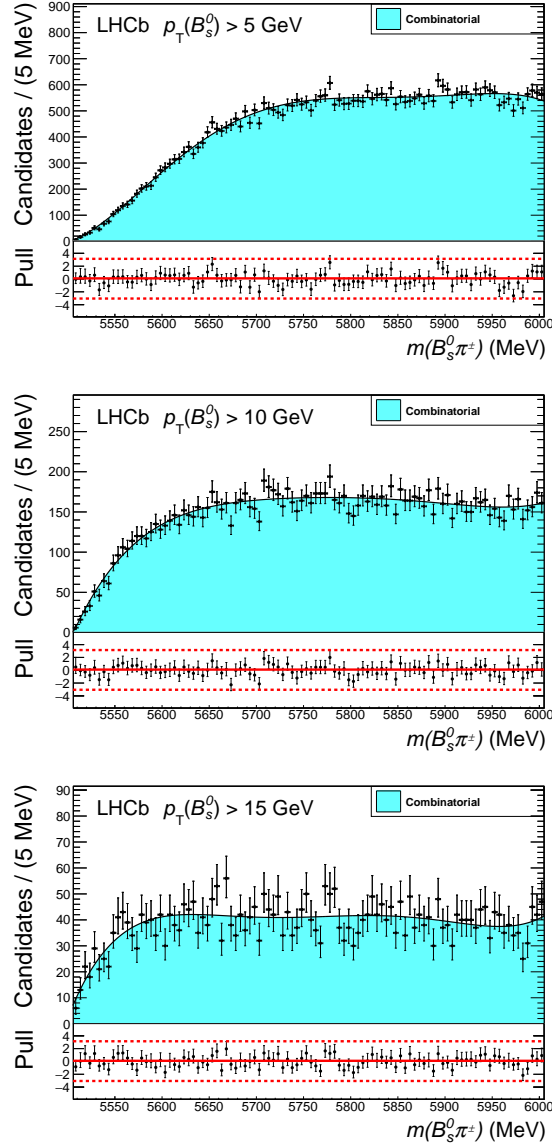 LHCb p_T(B_s^0) > 5 GeV
Combinatorial
Candidates / (5 MeV)
900
800
700
600
500
400
300
200
100
0
Pull
4
2
0
−2
−4
5550 5600 5650 5700 5750 5800 5850 5900 5950 6000
m(B_s^0π^±) (MeV)
LHCb p_T(B_s^0) > 10 GeV
Combinatorial
Candidates / (5 MeV)
250
200
150
100
50
0
Pull
4
2
0
−2
−4
5550 5600 5650 5700 5750 5800 5850 5900 5950 6000
m(B_s^0π^±) (MeV)
LHCb p_T(B_s^0) > 15 GeV
Combinatorial
Candidates / (5 MeV)
90
80
70
60
50
40
30
20
10
0
Pull
4
2
0
−2
−4
5550 5600 5650 5700 5750 5800 5850 5900 5950 6000
m(B_s^0π^±) (MeV)